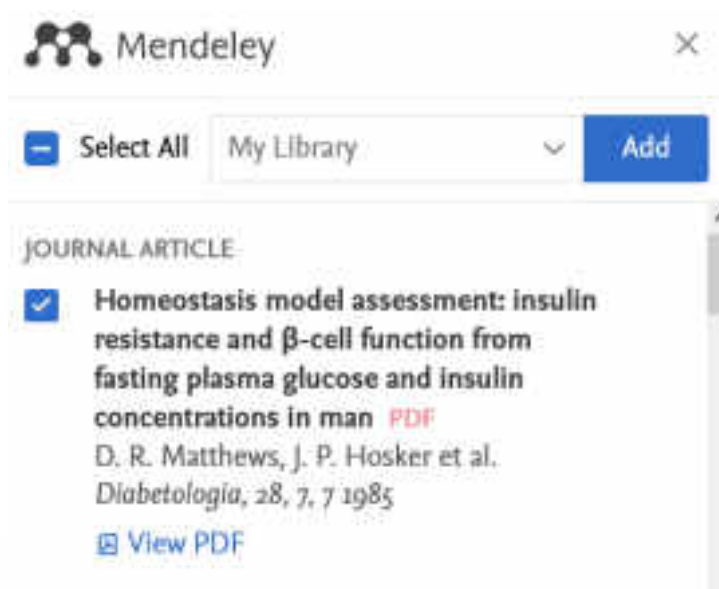 Mendeley
Select All
My Library
Add
JOURNAL ARTICLE
Homeostasis model assessment: insulin
resistance and β-cell function from
fasting plasma glucose and insulin
concentrations in man PDF
D. R. Matthews, J. P. Hosker et al.
Diabetologia, 28, 7, 7 1985
View PDF